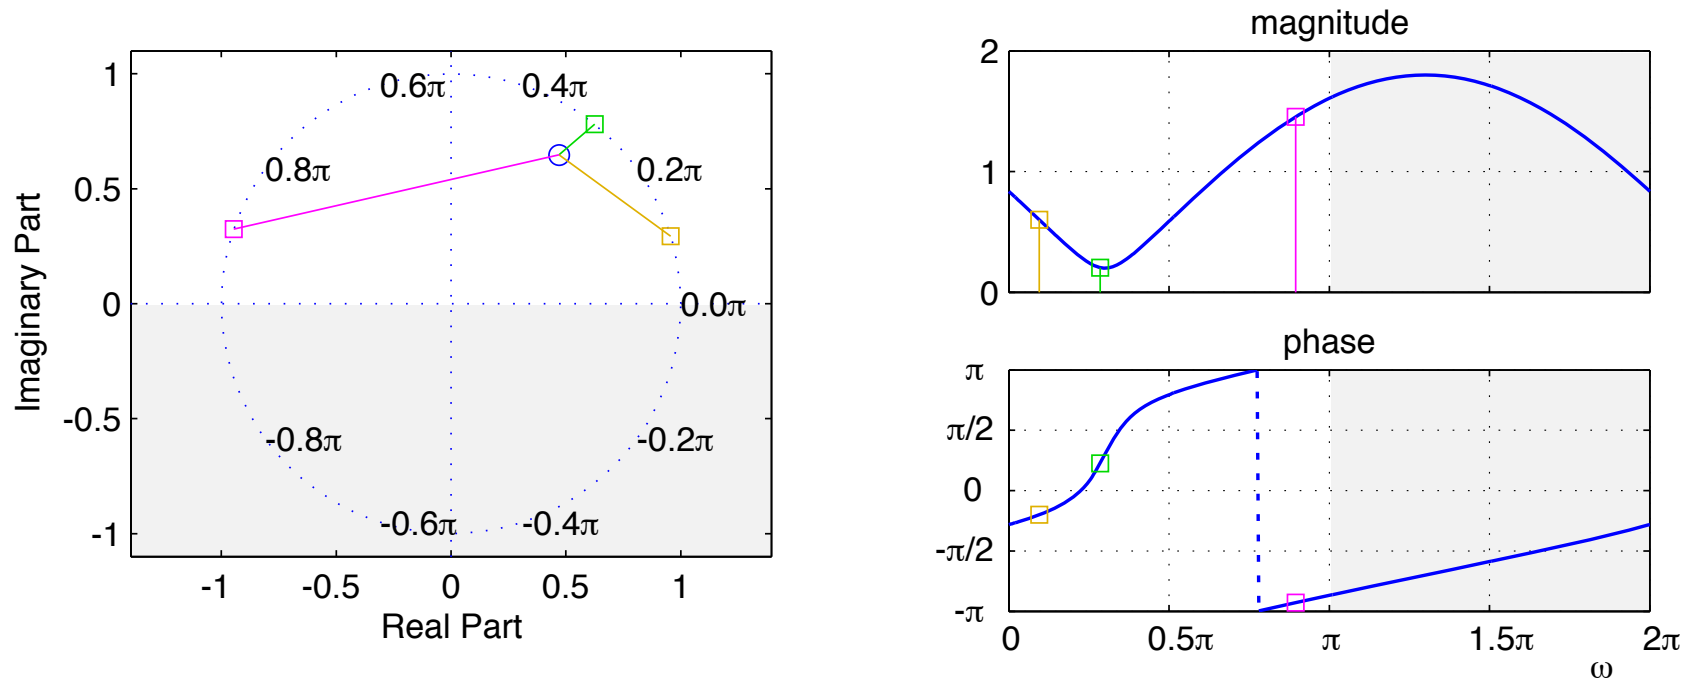 magnitude
1
0.5
0
-0.5
-1
Imaginary Part
0.6π
0.4π
0.8π
0.2π
0.0π
-0.8π
-0.2π
-0.6π
-0.4π
-1
-0.5
0
0.5
1
Real Part
2
1
0
phase
π
π/2
0
-π/2
-π
0
0.5π
π
1.5π
2π
ω